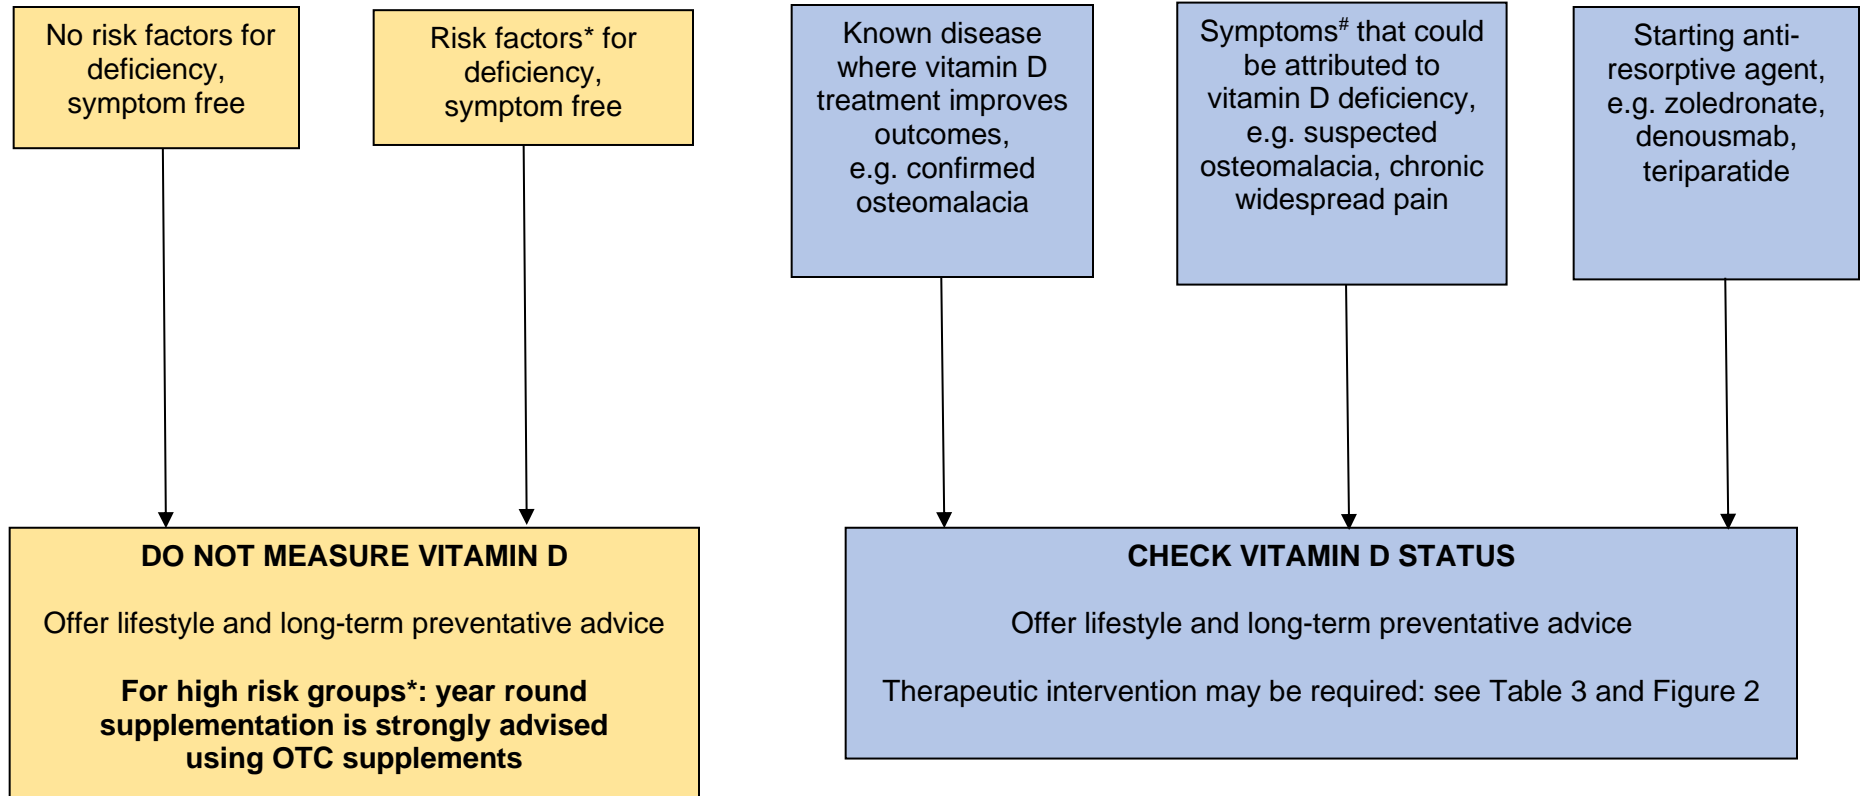 No risk factors for
deficiency,
symptom free
Risk factors* for
deficiency,
symptom free
Known disease
where vitamin D
treatment improves
outcomes,
e.g. confirmed
osteomalacia
Symptoms# that could
be attributed to
vitamin D deficiency,
e.g. suspected
osteomalacia, chronic
widespread pain
Starting anti-
resorptive agent,
e.g. zoledronate,
denousmab,
teriparatide
DO NOT MEASURE VITAMIN D
Offer lifestyle and long-term preventative advice
For high risk groups*: year round
supplementation is strongly advised
using OTC supplements
CHECK VITAMIN D STATUS
Offer lifestyle and long-term preventative advice
Therapeutic intervention may be required: see Table 3 and Figure 2